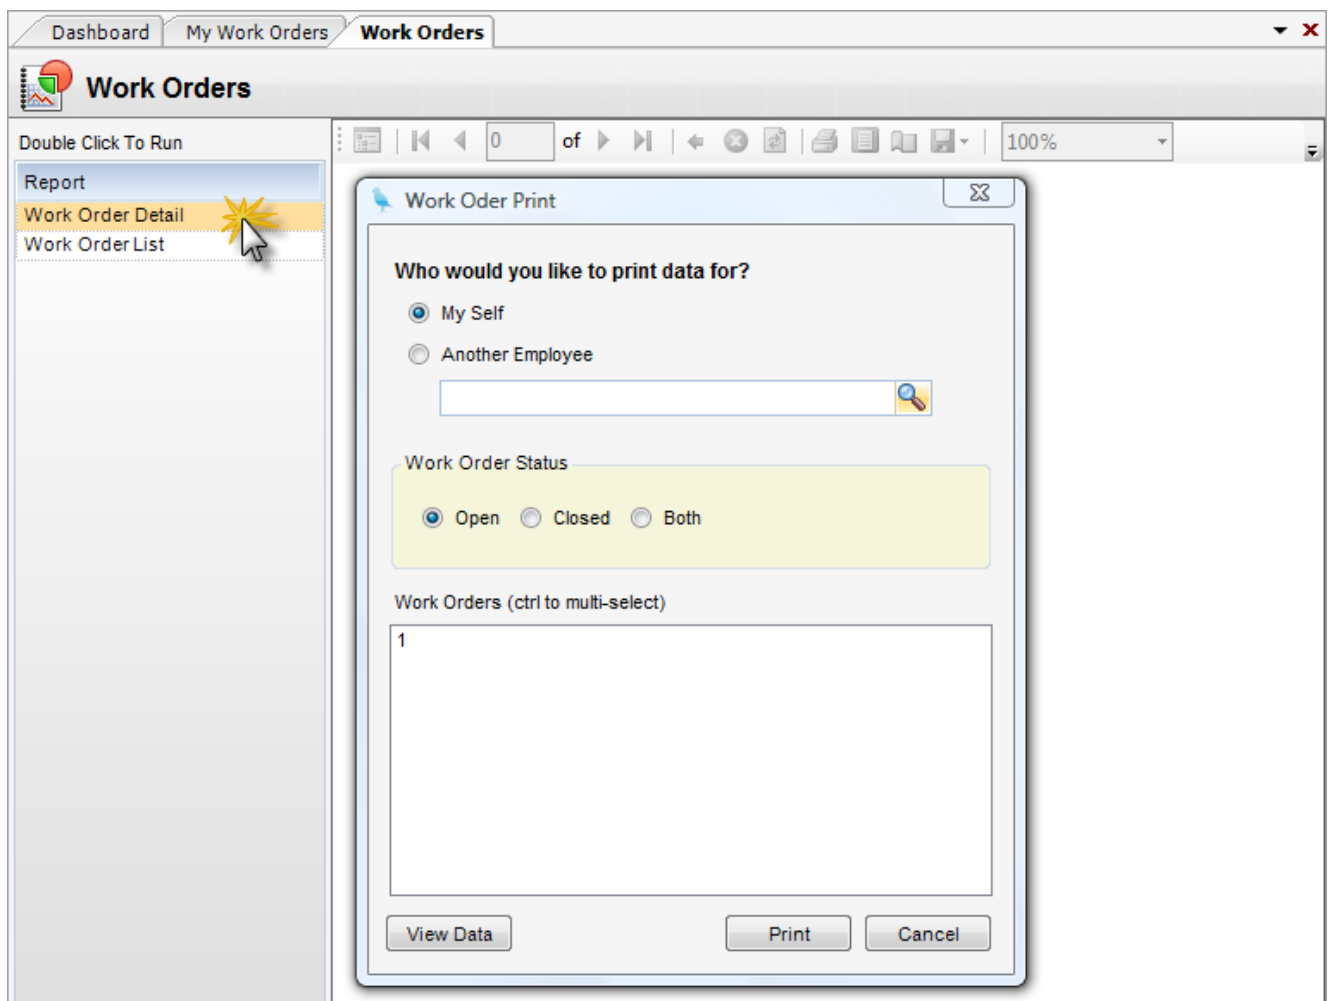 Dashboard My Work Orders Work Orders
Work Orders
Double Click To Run
0 of 100%
Report
Work Order Detail
Work Order List
Work Oder Print
Who would you like to print data for?
My Self
Another Employee
Work Order Status
Open Closed Both
Work Orders (ctrl to multi-select)
1
View Data Print Cancel